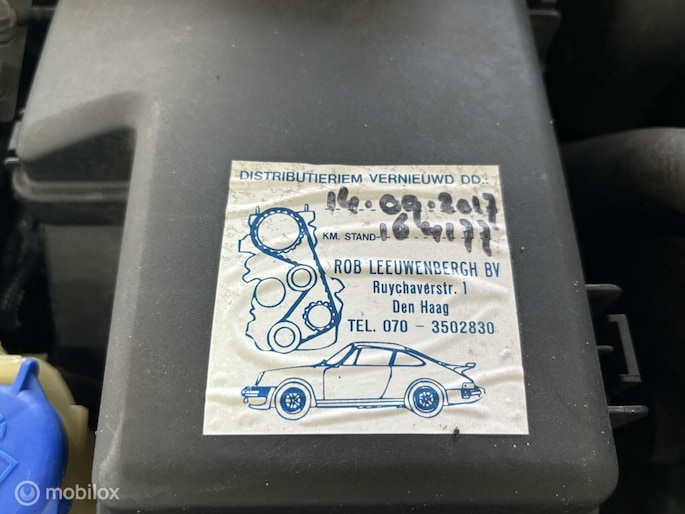 DISTRIBUTIERIEM VERNIEUWD DD.:
14.09.2017
KM. STAND 164177
ROB LEEUWENBERGH BV
Ruychaverstr. 1
Den Haag
TEL. 070 - 3502830
mobilox